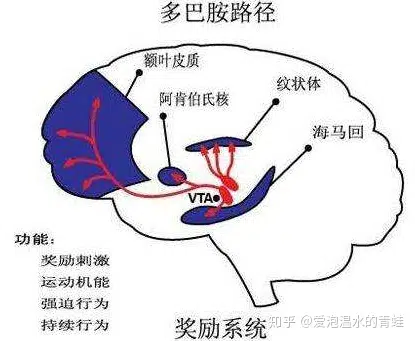 多巴胺路径
额叶皮质
阿肯伯氏核
纹状体
海马回
VTA
功能:
奖励刺激
运动机能
强迫行为
持续行为
奖励系统
知乎 @爱泡温水的青蛙